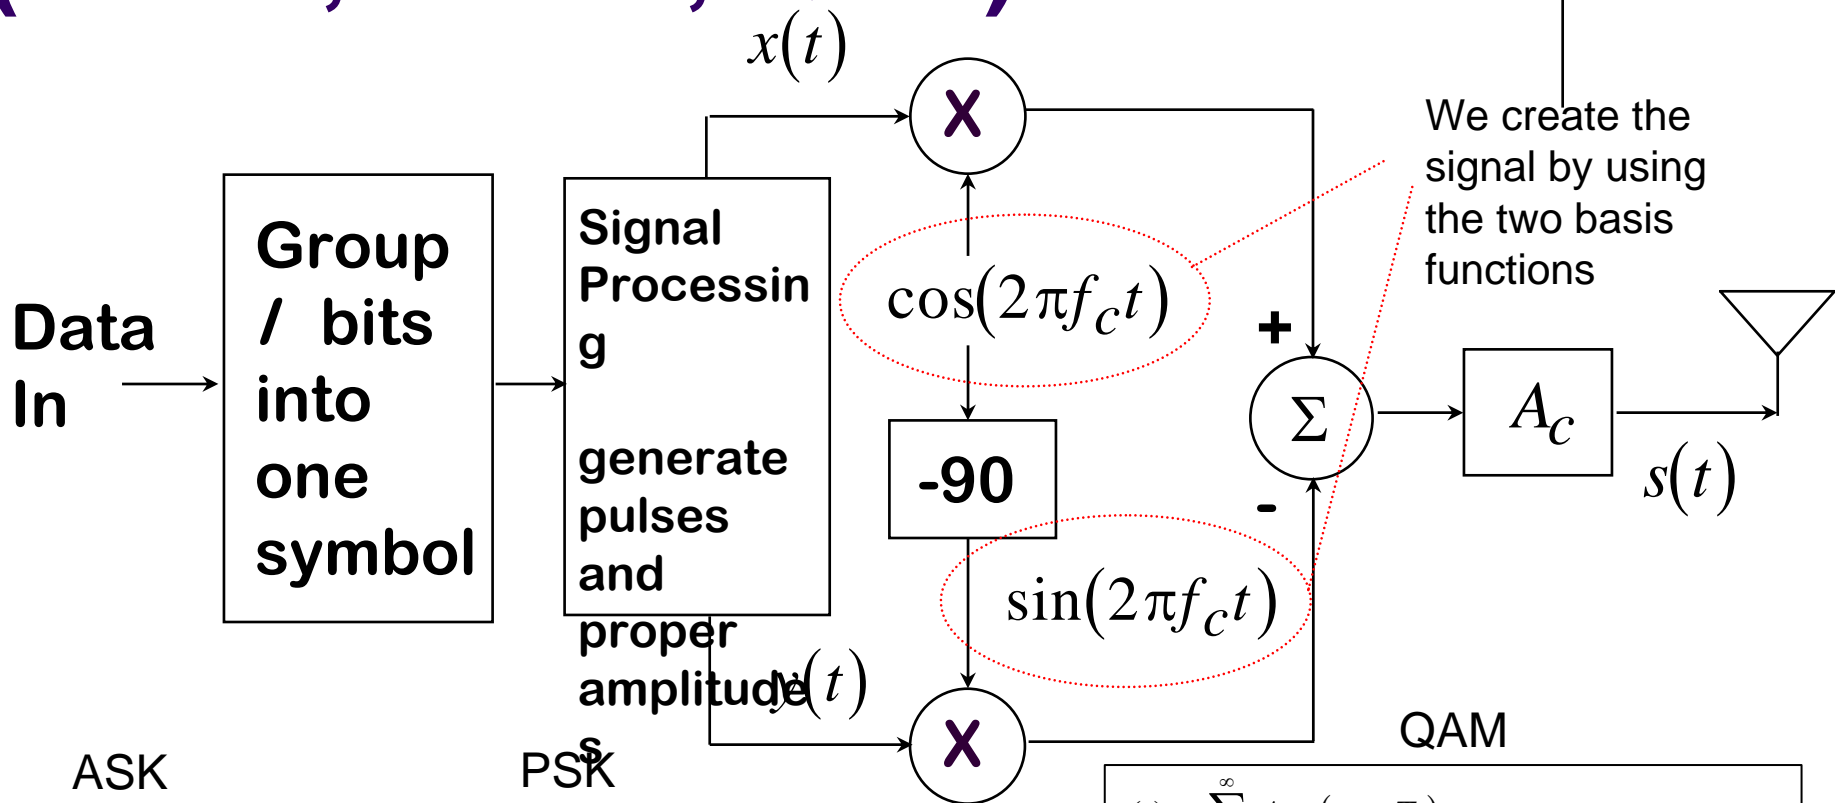 x(t)
X
We create the
signal by using
the two basis
functions
Data
In
Group
/ bits
into
one
symbol
Signal
Processin
g
generate
pulses
and
proper
amplitude
s
cos(2πf_c t)
-90
sin(2πf_c t)
+
Σ
-
A_c
s(t)
y(t)
X
ASK
PSK
QAM